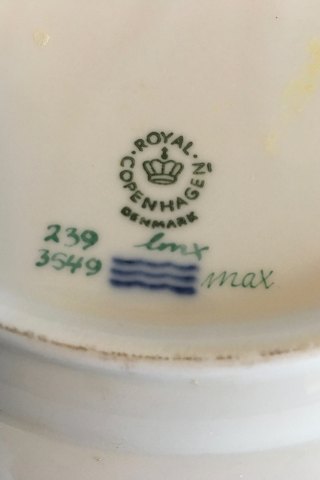 ROYAL
COPENHAGEN
DENMARK
239
3549
max